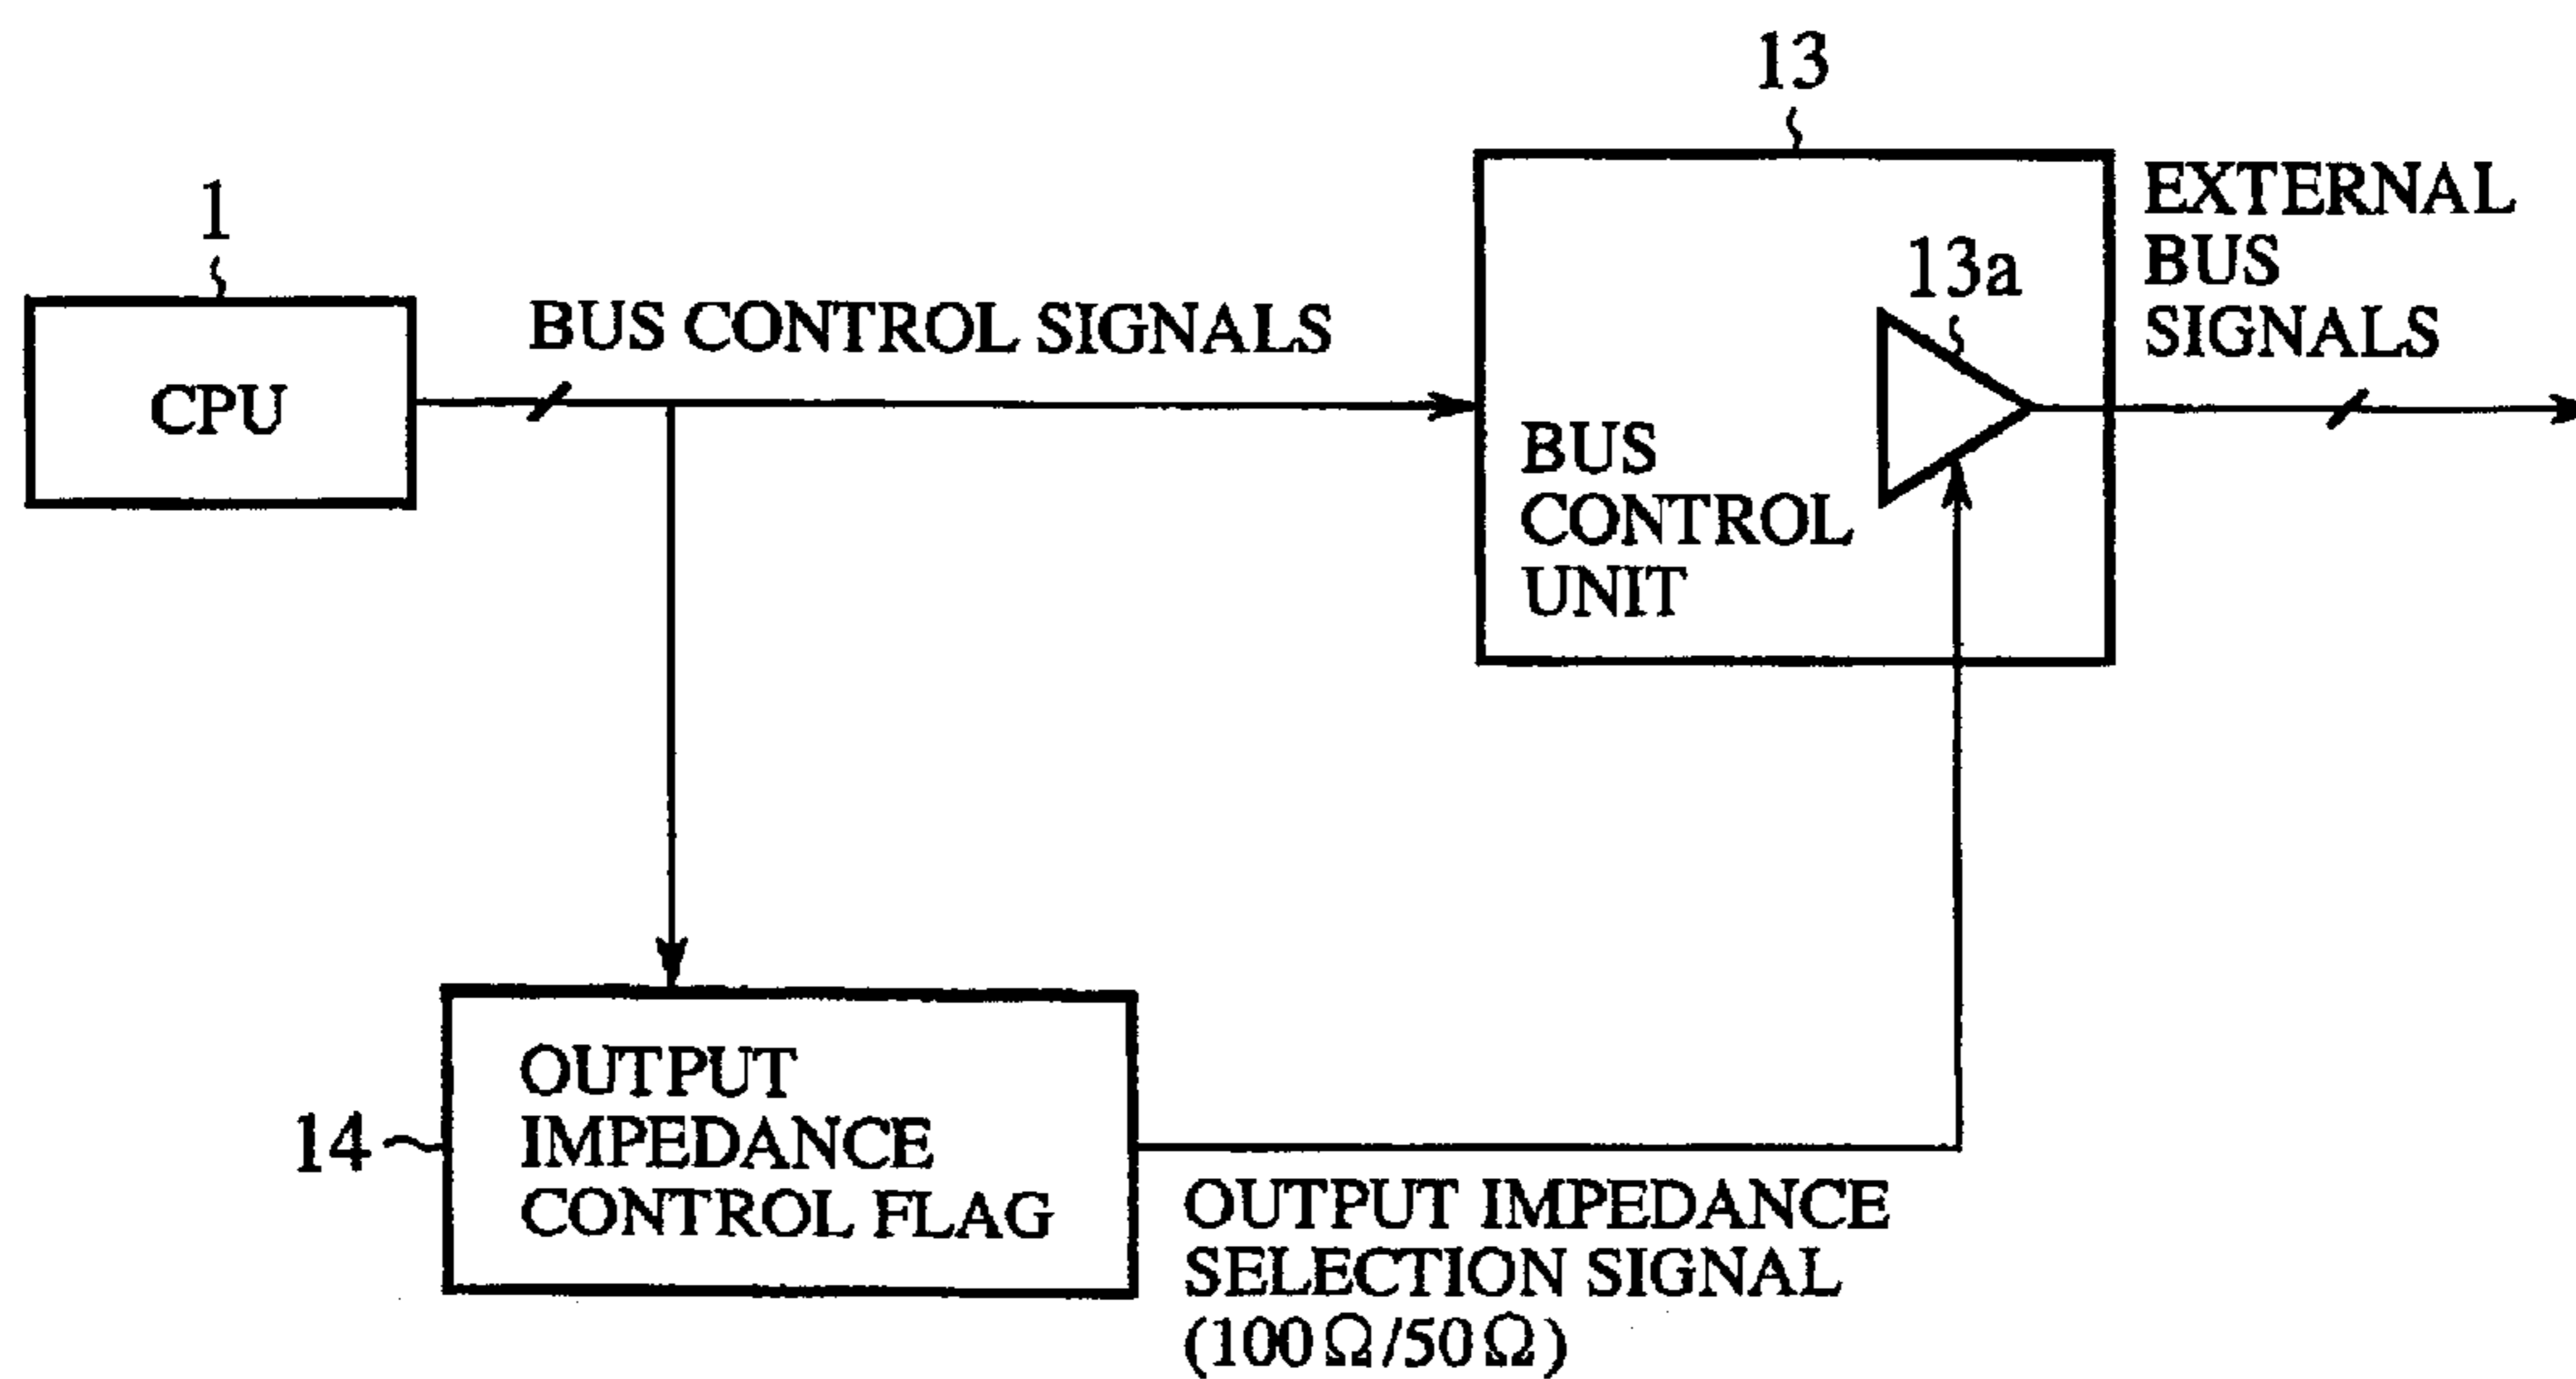 13
1
EXTERNAL
BUS
SIGNALS
13a
BUS CONTROL SIGNALS
CPU
BUS
CONTROL
UNIT
OUTPUT
IMPEDANCE
CONTROL FLAG
14
OUTPUT IMPEDANCE
SELECTION SIGNAL
(100Ω/50Ω)